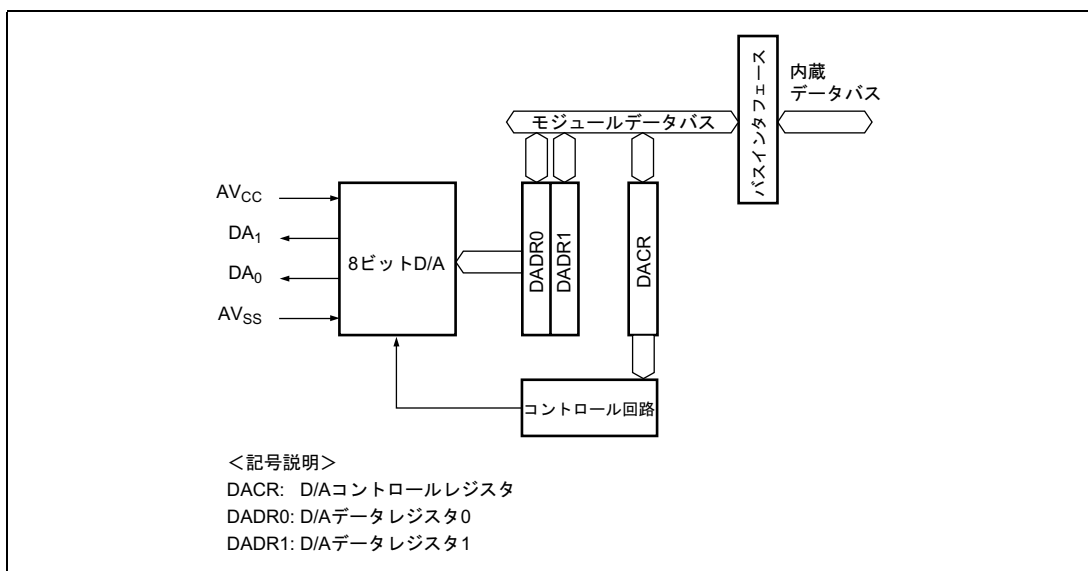 バスインタフェース
内蔵
データバス
モジュールデータバス
AVCC
DA1
DA0
AVSS
8ビットD/A
DADR0
DADR1
DACR
コントロール回路
＜記号説明＞
DACR: D/Aコントロールレジスタ
DADR0: D/Aデータレジスタ0
DADR1: D/Aデータレジスタ1